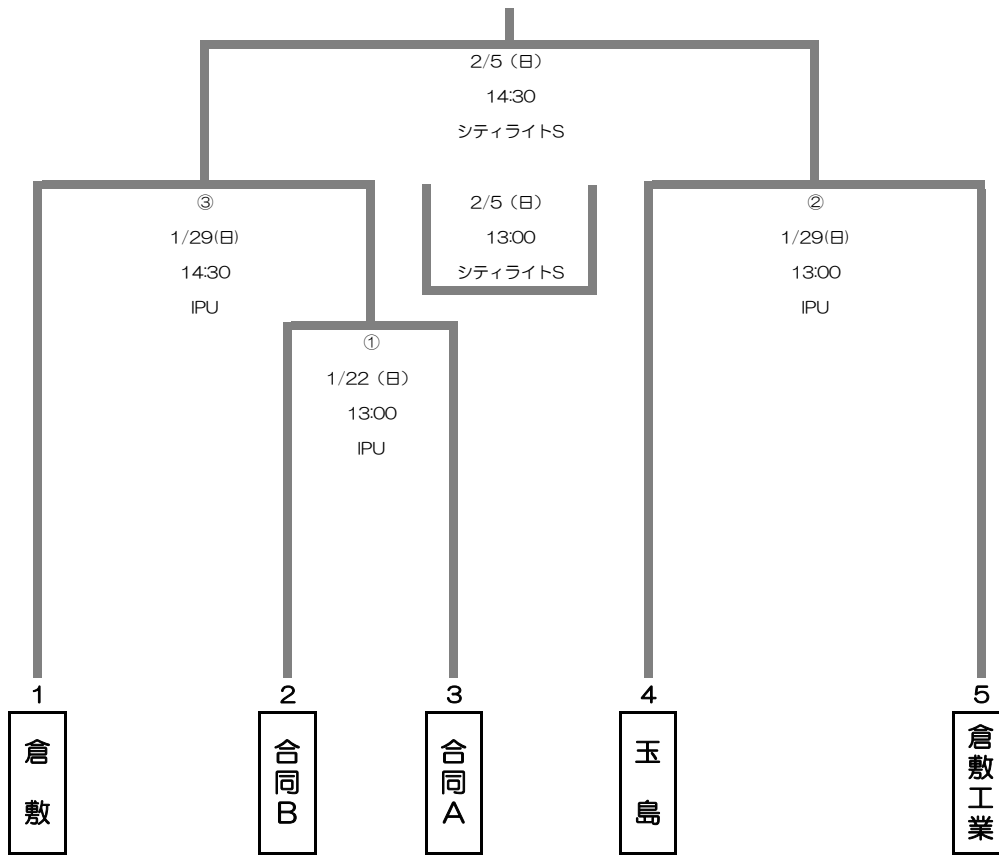 2/5（日）
14:30
シティライトS
③
1/29(日)
14:30
IPU
2/5（日）
13:00
シティライトS
②
1/29(日)
13:00
IPU
①
1/22（日）
13:00
IPU
1
2
3
4
5
倉敷
合同B
合同A
玉島
倉敷工業